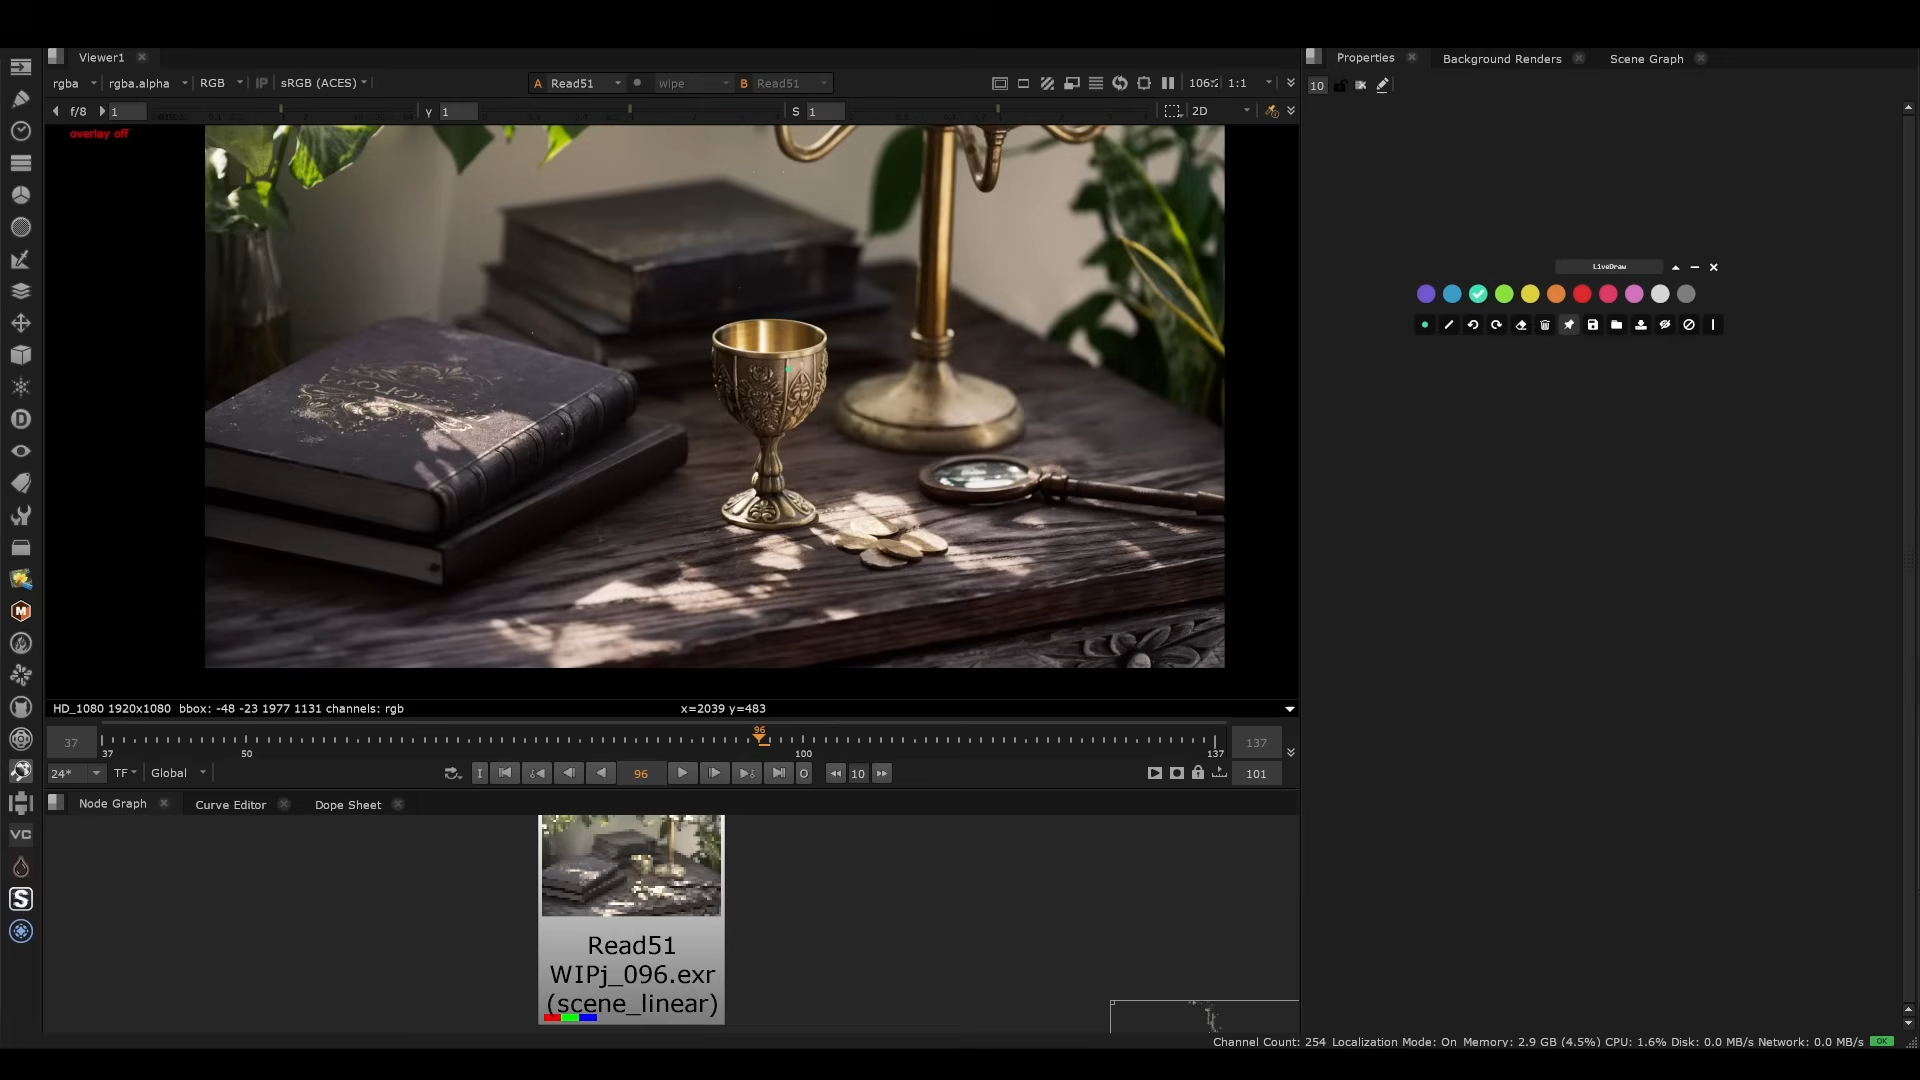 Viewer1
Properties
Background Renders
Scene Graph
rgba
rgba.alpha
RGB
IP
sRGB (ACES)
A Read51
wipe
B Read51
1:1
10
f/8
1
y
1
S
1
2D
overlay off
LiveDraw
HD_1080 1920x1080 bbox: -48 -23 1977 1131 channels: rgb
x=2039 y=483
37
37
50
96
100
137
137
24*
TF
Global
I
96
O
10
101
Node Graph
Curve Editor
Dope Sheet
D
M
VC
S
Read51
WIPj_096.exr
(scene_linear)
Channel Count: 254 Localization Mode: On Memory: 2.9 GB (4.5%) CPU: 1.6% Disk: 0.0 MB/s Network: 0.0 MB/s
OK